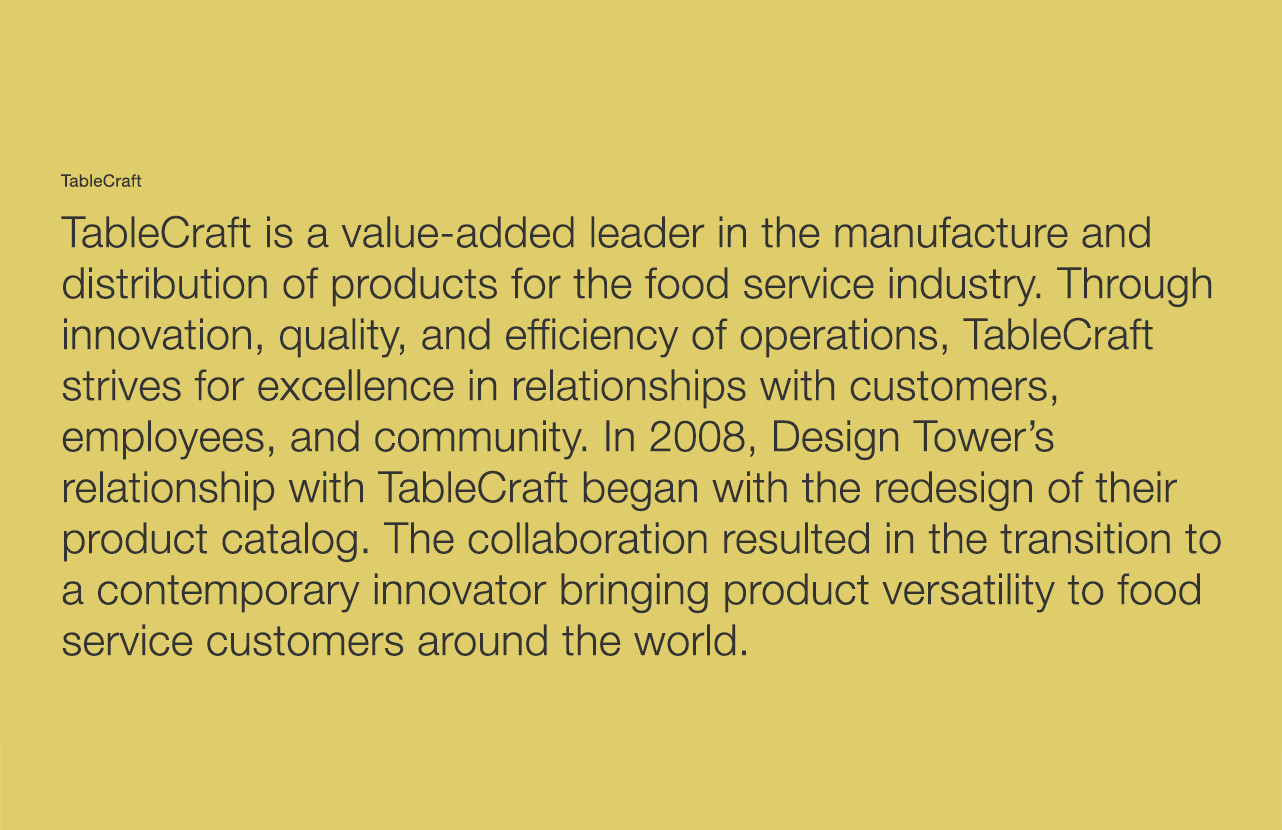 TableCraft
TableCraft is a value-added leader in the manufacture and
distribution of products for the food service industry. Through
innovation, quality, and efficiency of operations, TableCraft
strives for excellence in relationships with customers,
employees, and community. In 2008, Design Tower’s
relationship with TableCraft began with the redesign of their
product catalog. The collaboration resulted in the transition to
a contemporary innovator bringing product versatility to food
service customers around the world.